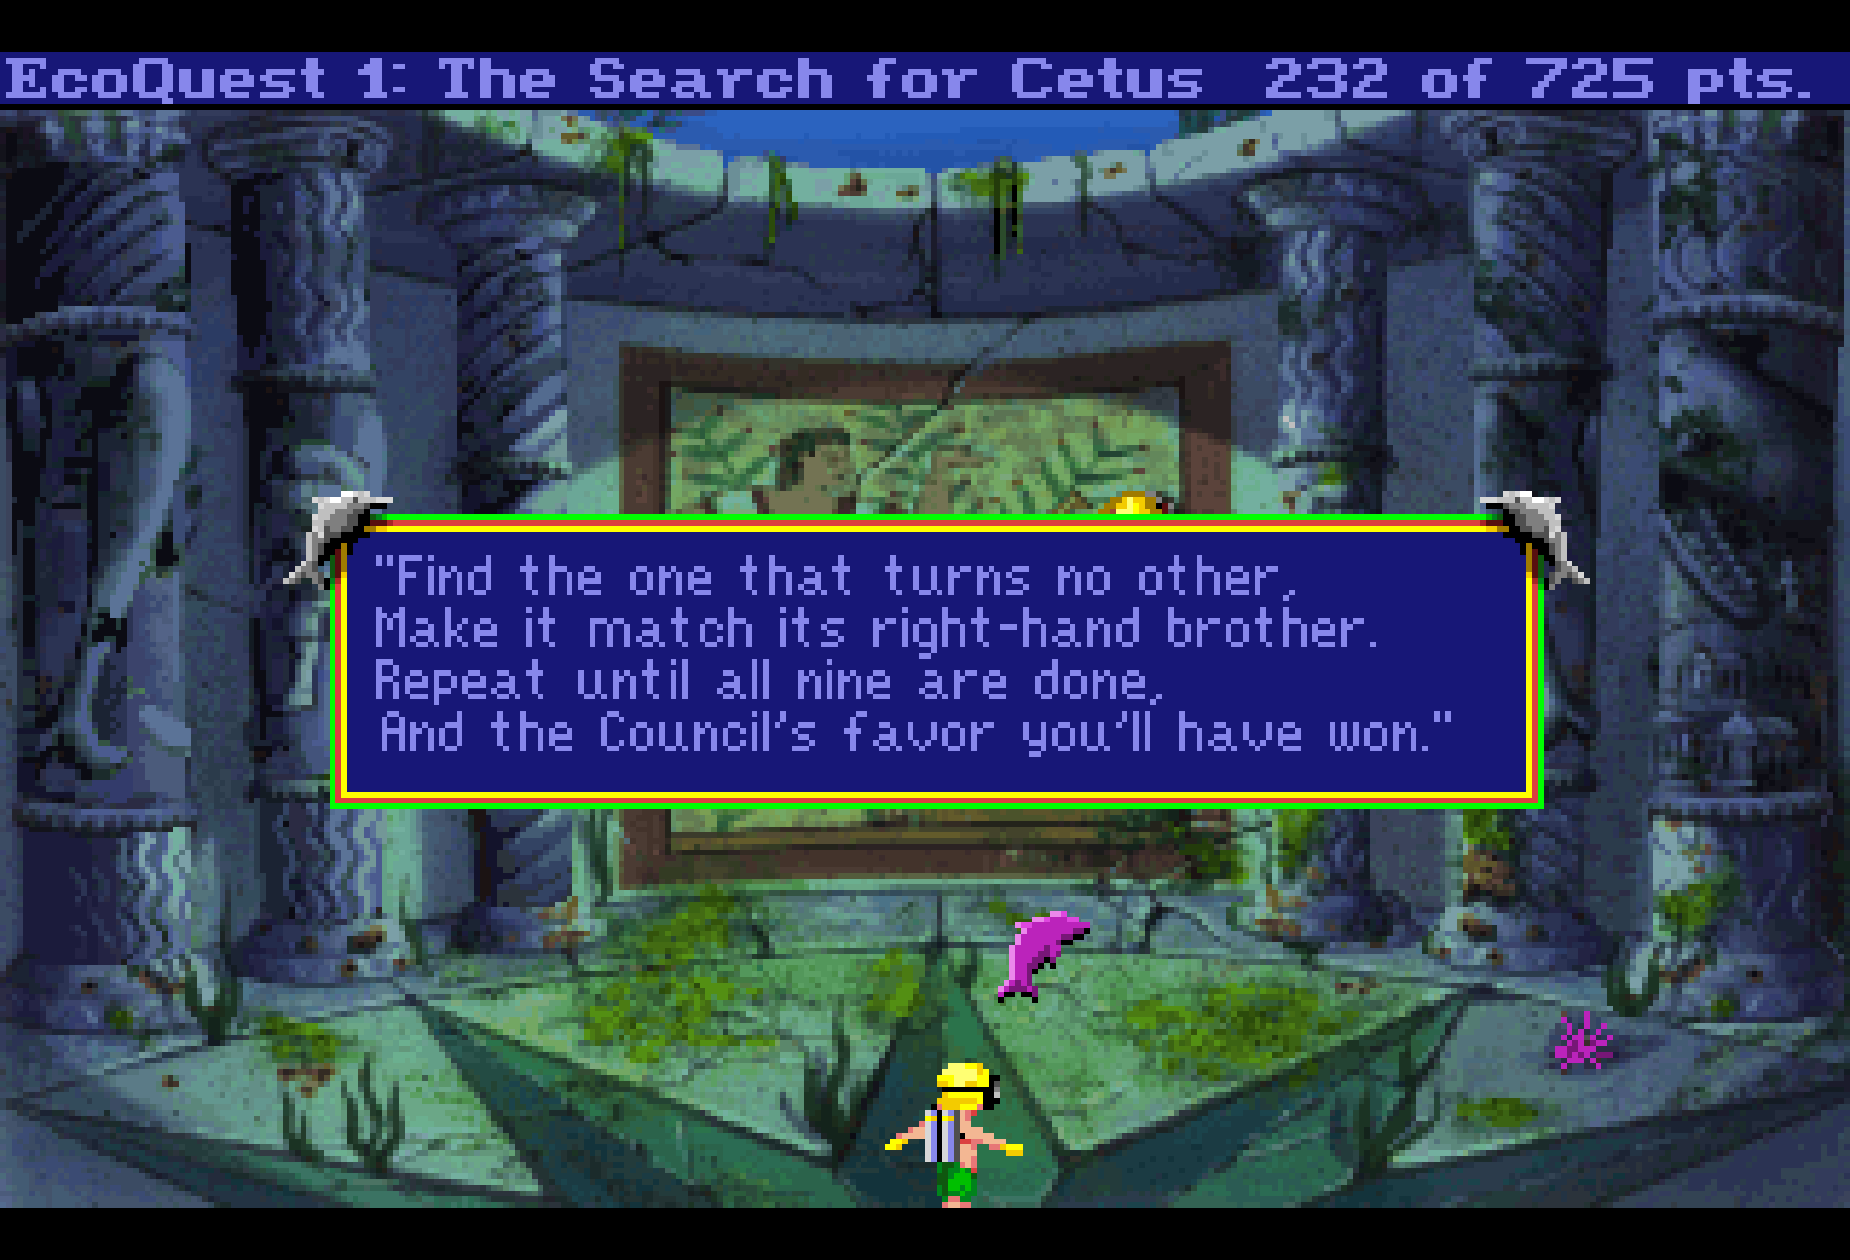 EcoQuest 1: The Search for Cetus 232 of 725 pts.
"Find the one that turns no other,
Make it match its right-hand brother.
Repeat until all nine are done,
And the Council's favor you'll have won."